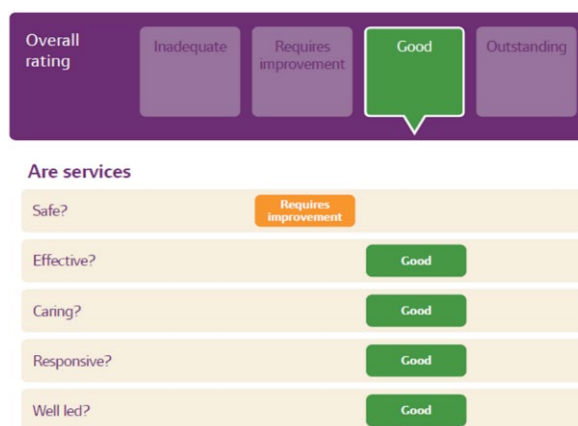 Overall
rating
Inadequate
Requires
improvement
Good
Outstanding
Are services
Safe?
Requires
improvement
Effective?
Good
Caring?
Good
Responsive?
Good
Well led?
Good